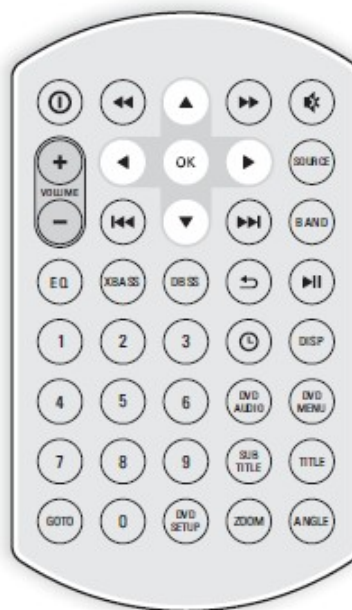 OK
SOURCE
VOLUME
BAND
EQ
XBASS
DBSS
1
2
3
DISP
4
5
6
DVD
AUDIO
DVD
MENU
7
8
9
SUB
TITLE
TITLE
GOTO
0
DVD
SETUP
ZOOM
ANGLE